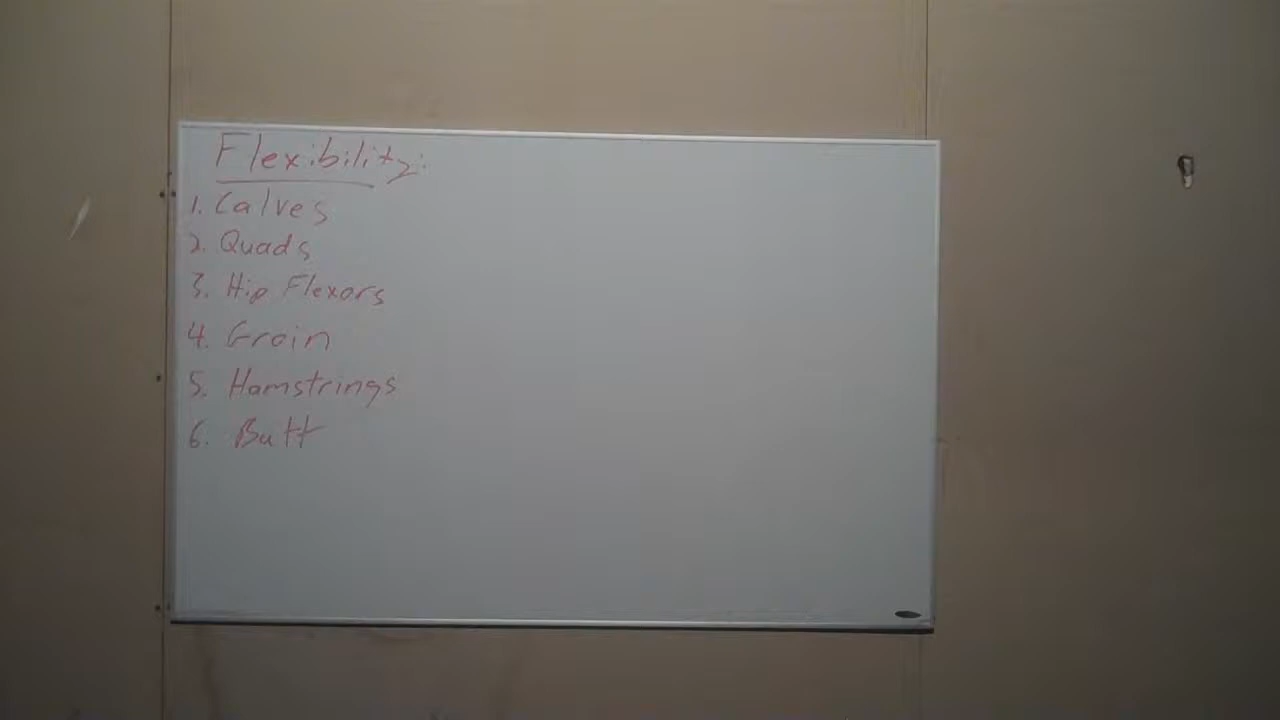 Flexibility:
1. Calves
2. Quads
3. Hip Flexors
4. Groin
5. Hamstrings
6. Butt